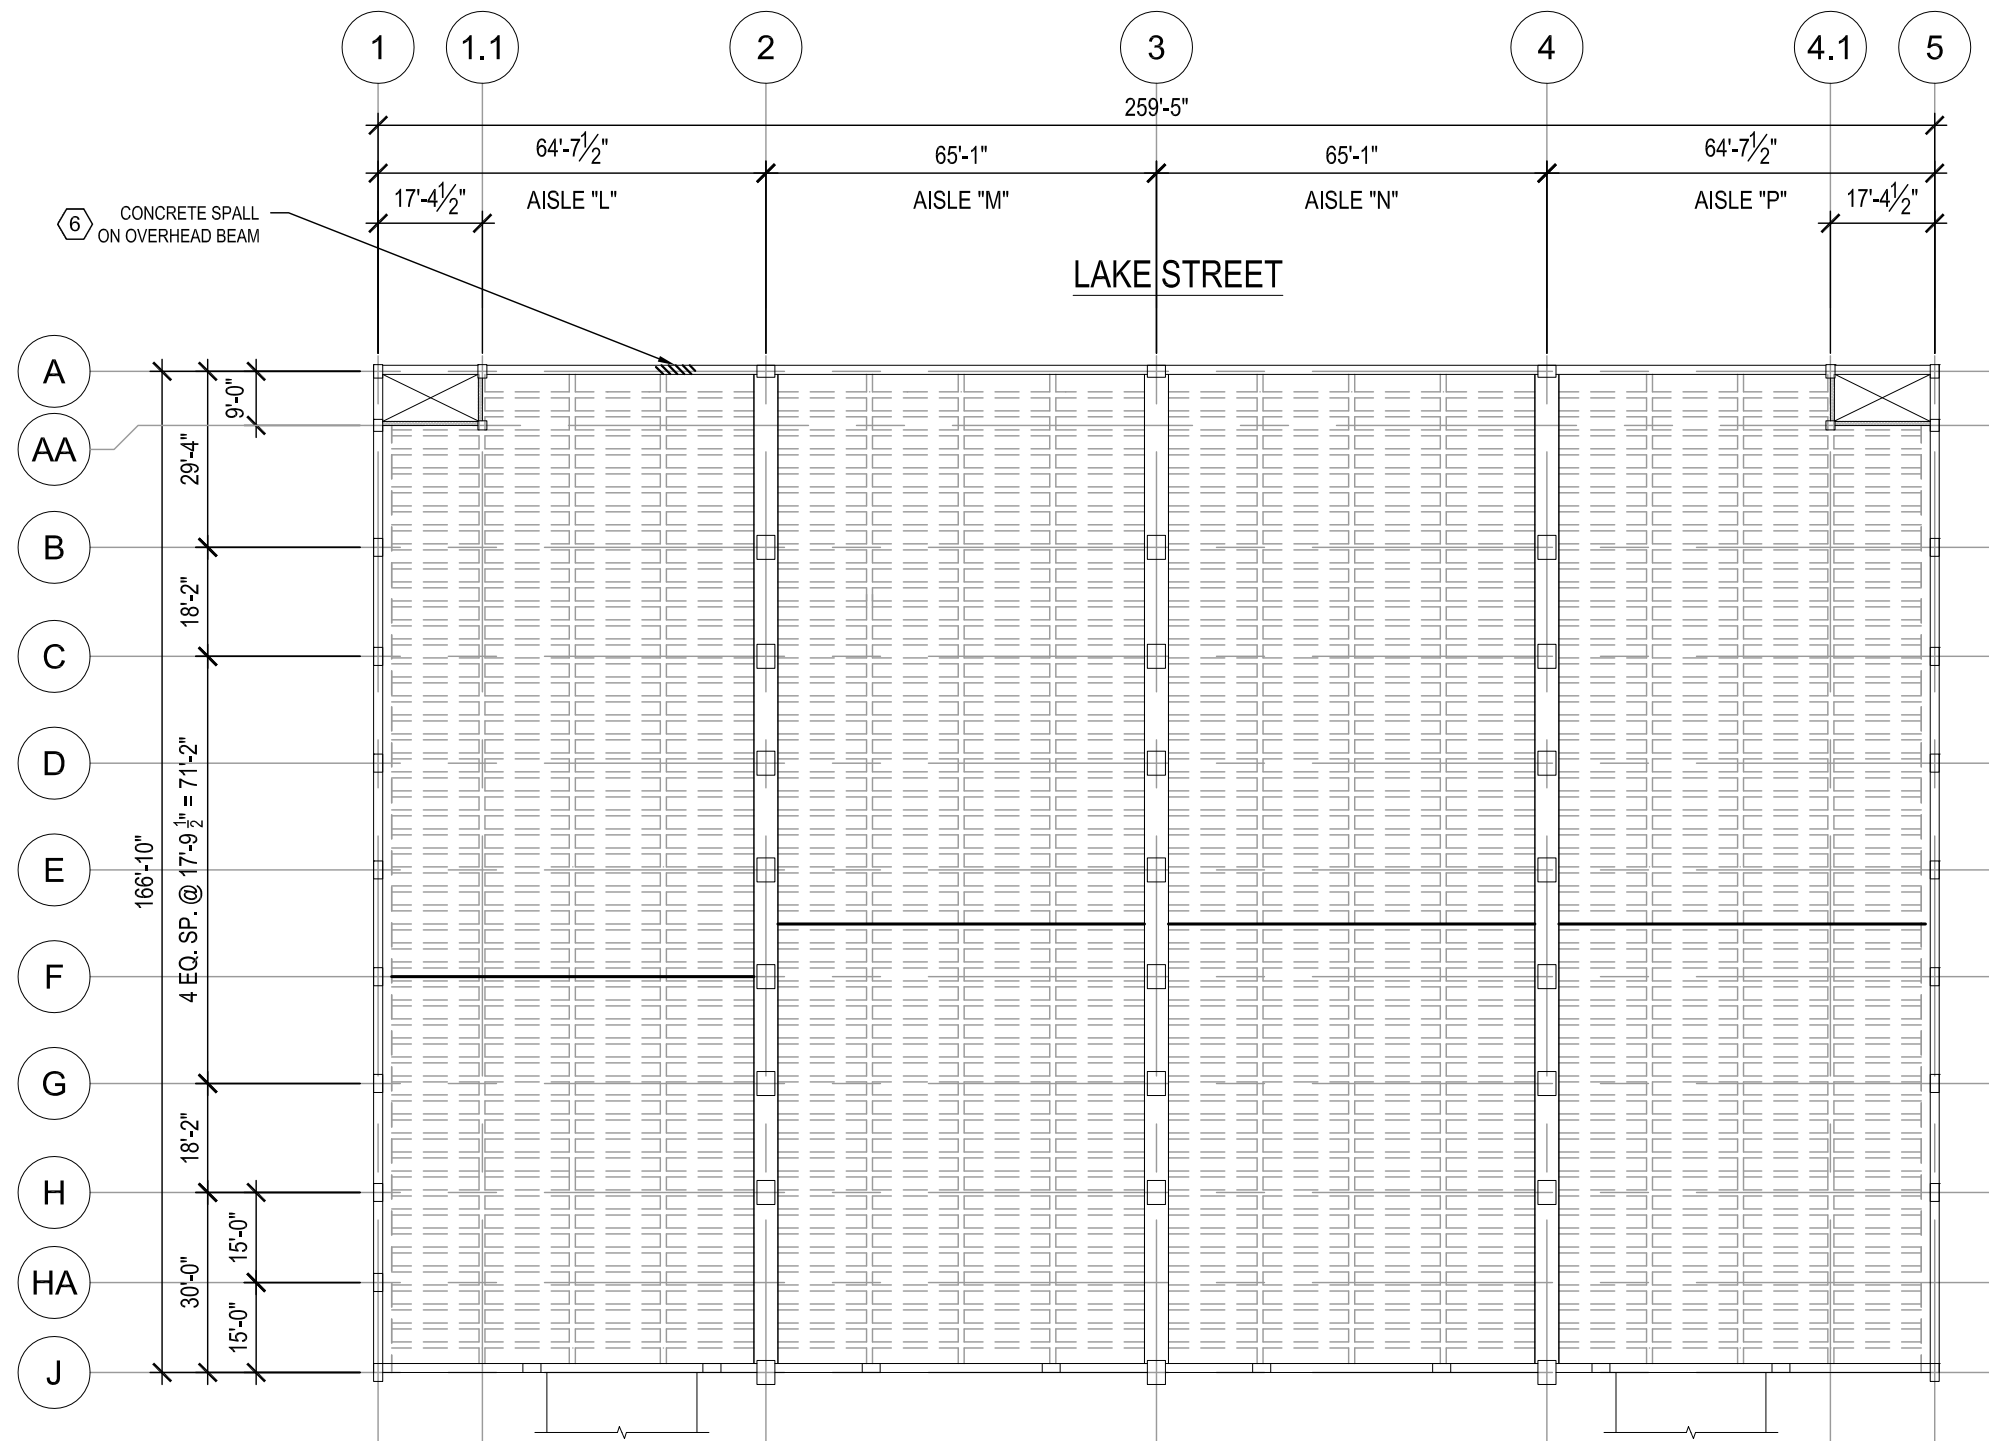 1 1.1 2 3 4 4.1 5
259'-5"
64'-7½" 65'-1" 65'-1" 64'-7½"
17'-4½" AISLE "L" AISLE "M" AISLE "N" AISLE "P" 17'-4½"
6 CONCRETE SPALL
ON OVERHEAD BEAM
LAKE STREET
A
9'-0"
AA
29'-4"
B
18'-2"
C
D
4 EQ. SP. @ 17'-9 ½" = 71'-2"
166'-10"
E
F
G
18'-2"
H
15'-0"
HA
30'-0"
15'-0"
J